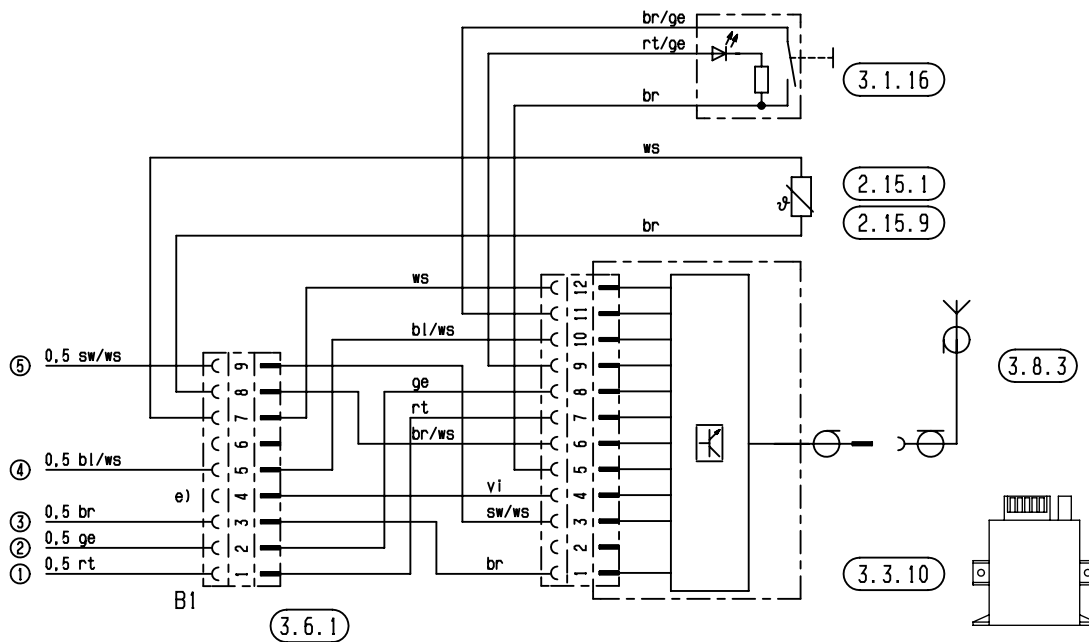 br/ge
rt/ge
3.1.16
br
ws
ϑ
2.15.1
2.15.9
br
ws
12
11
bl/ws
10
⑤ 0,5 sw/ws
9
9
3.8.3
8
ge
8
7
rt
7
6
br/ws
6
④ 0,5 bl/ws
5
5
e)
4
vi
4
③ 0,5 br
3
sw/ws
3
② 0,5 ge
2
2
① 0,5 rt
1
br
1
3.3.10
B1
3.6.1